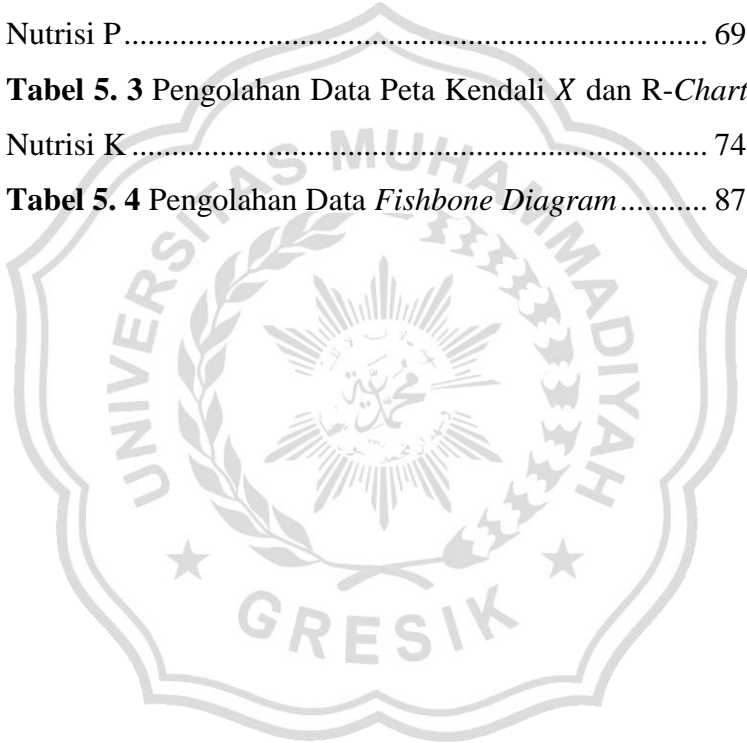 Nutrisi P.......................................................................... 69
Tabel 5. 3 Pengolahan Data Peta Kendali X dan R-Chart
Nutrisi K......................................................................... 74
Tabel 5. 4 Pengolahan Data Fishbone Diagram........... 87
UNIVERSITAS MUHAMMADIYAH
GRESIK